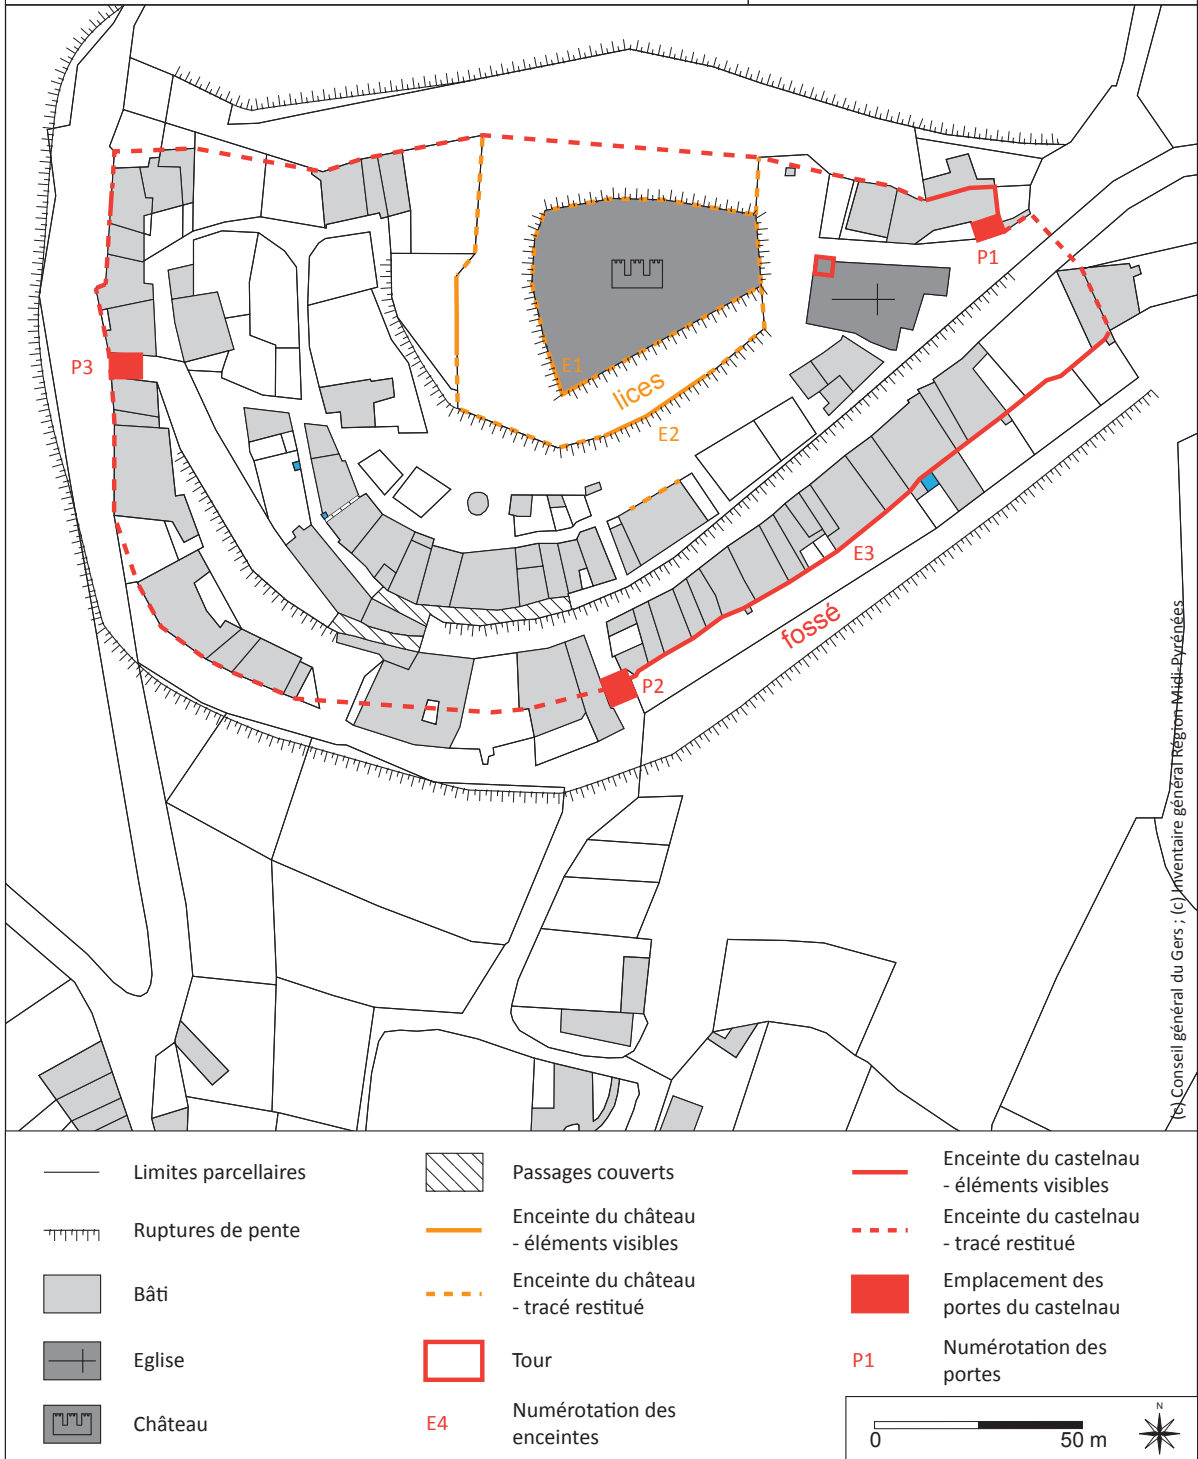 P1
P3
E1
lices
E2
E3
fossé
P2
(c) Conseil général du Gers ; (c) Inventaire général Région Midi-Pyrénées
Limites parcellaires
Ruptures de pente
Bâti
Eglise
Château
Passages couverts
Enceinte du château
- éléments visibles
Enceinte du château
- tracé restitué
Tour
E4
Numérotation des
enceintes
Enceinte du castelnau
- éléments visibles
Enceinte du castelnau
- tracé restitué
Emplacement des
portes du castelnau
P1
Numérotation des
portes
0
50 m
N